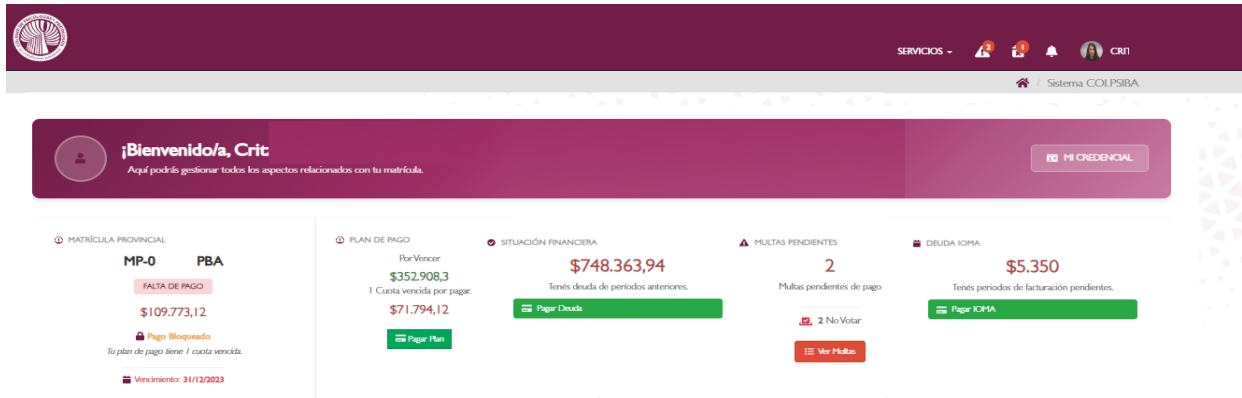 SERVICIOS
2
1
CRIT
/ Sistema COLPSIBA
¡Bienvenido/a, Crit
Aquí podrás gestionar todos los aspectos relacionados con tu matrícula.
MI CREDENCIAL
MATRÍCULA PROVINCIAL
MP-0 PBA
FALTA DE PAGO
$109.773,12
Pago Bloqueado
Tu plan de pago tiene 1 cuota vencida.
Vencimiento: 31/12/2023
PLAN DE PAGO
Por Vencer
$352.908,3
1 Cuota vencida por pagar.
$71.794,12
Pagar Plan
SITUACIÓN FINANCIERA
$748.363,94
Tenés deuda de períodos anteriores.
Pagar Deuda
MULTAS PENDIENTES
2
Multas pendientes de pago
2 No Votar
Ver Multas
DEUDA IOMA
$5.350
Tenés periodos de facturación pendientes.
Pagar IOMA